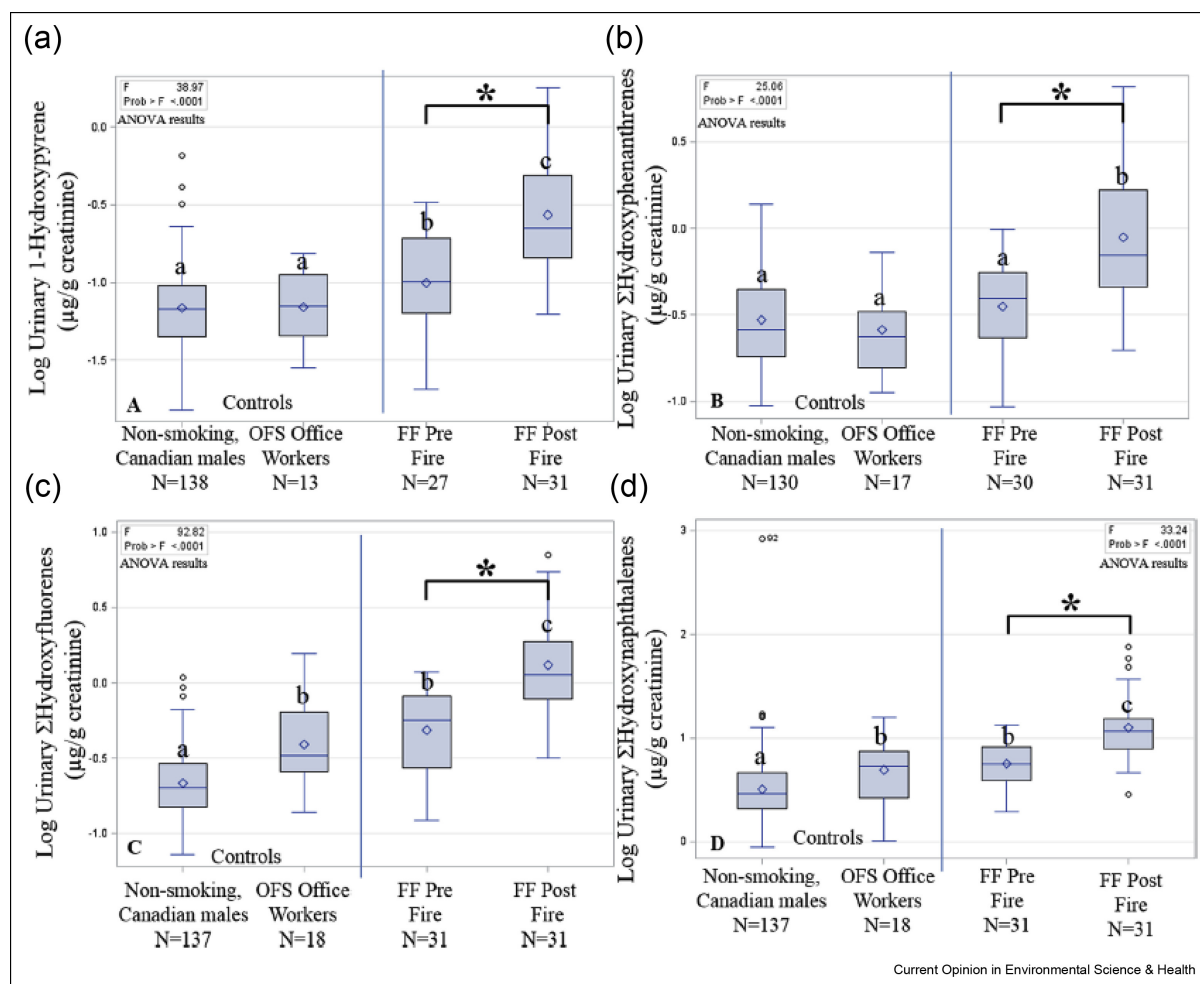 (a)
Log Urinary 1-Hydroxypyrene
(µg/g creatinine)
F 38.97
Prob > F <.0001
ANOVA results
0.0
-0.5
-1.0
-1.5
a
a
b
c
*
A
Controls
Non-smoking,
Canadian males
N=138
OFS Office
Workers
N=13
FF Pre
Fire
N=27
FF Post
Fire
N=31
(b)
Log Urinary ΣHydroxyphenanthrenes
(µg/g creatinine)
F 25.06
Prob > F <.0001
ANOVA results
0.5
0.0
-0.5
-1.0
a
a
a
b
*
B
Controls
Non-smoking,
Canadian males
N=130
OFS Office
Workers
N=17
FF Pre
Fire
N=30
FF Post
Fire
N=31
(c)
Log Urinary ΣHydroxyfluorenes
(µg/g creatinine)
F 92.82
Prob > F <.0001
ANOVA results
1.0
0.5
0.0
-0.5
-1.0
a
b
b
c
*
C
Controls
Non-smoking,
Canadian males
N=137
OFS Office
Workers
N=18
FF Pre
Fire
N=31
FF Post
Fire
N=31
(d)
Log Urinary ΣHydroxynaphthalenes
(µg/g creatinine)
F 33.24
Prob > F <.0001
ANOVA results
3
2
1
0
92
a
b
b
c
*
D
Controls
Non-smoking,
Canadian males
N=137
OFS Office
Workers
N=18
FF Pre
Fire
N=31
FF Post
Fire
N=31
Current Opinion in Environmental Science & Health